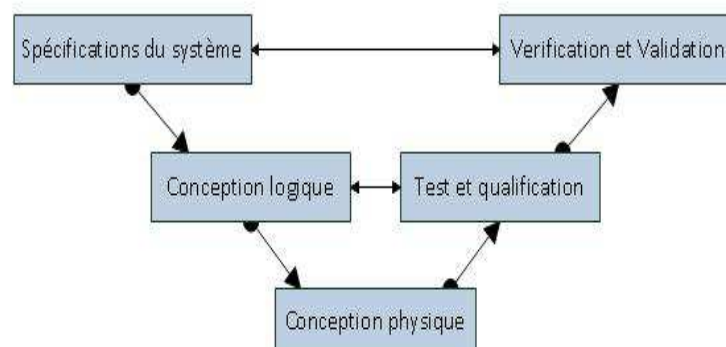 Spécifications du système
Verification et Validation
Conception logique
Test et qualification
Conception physique